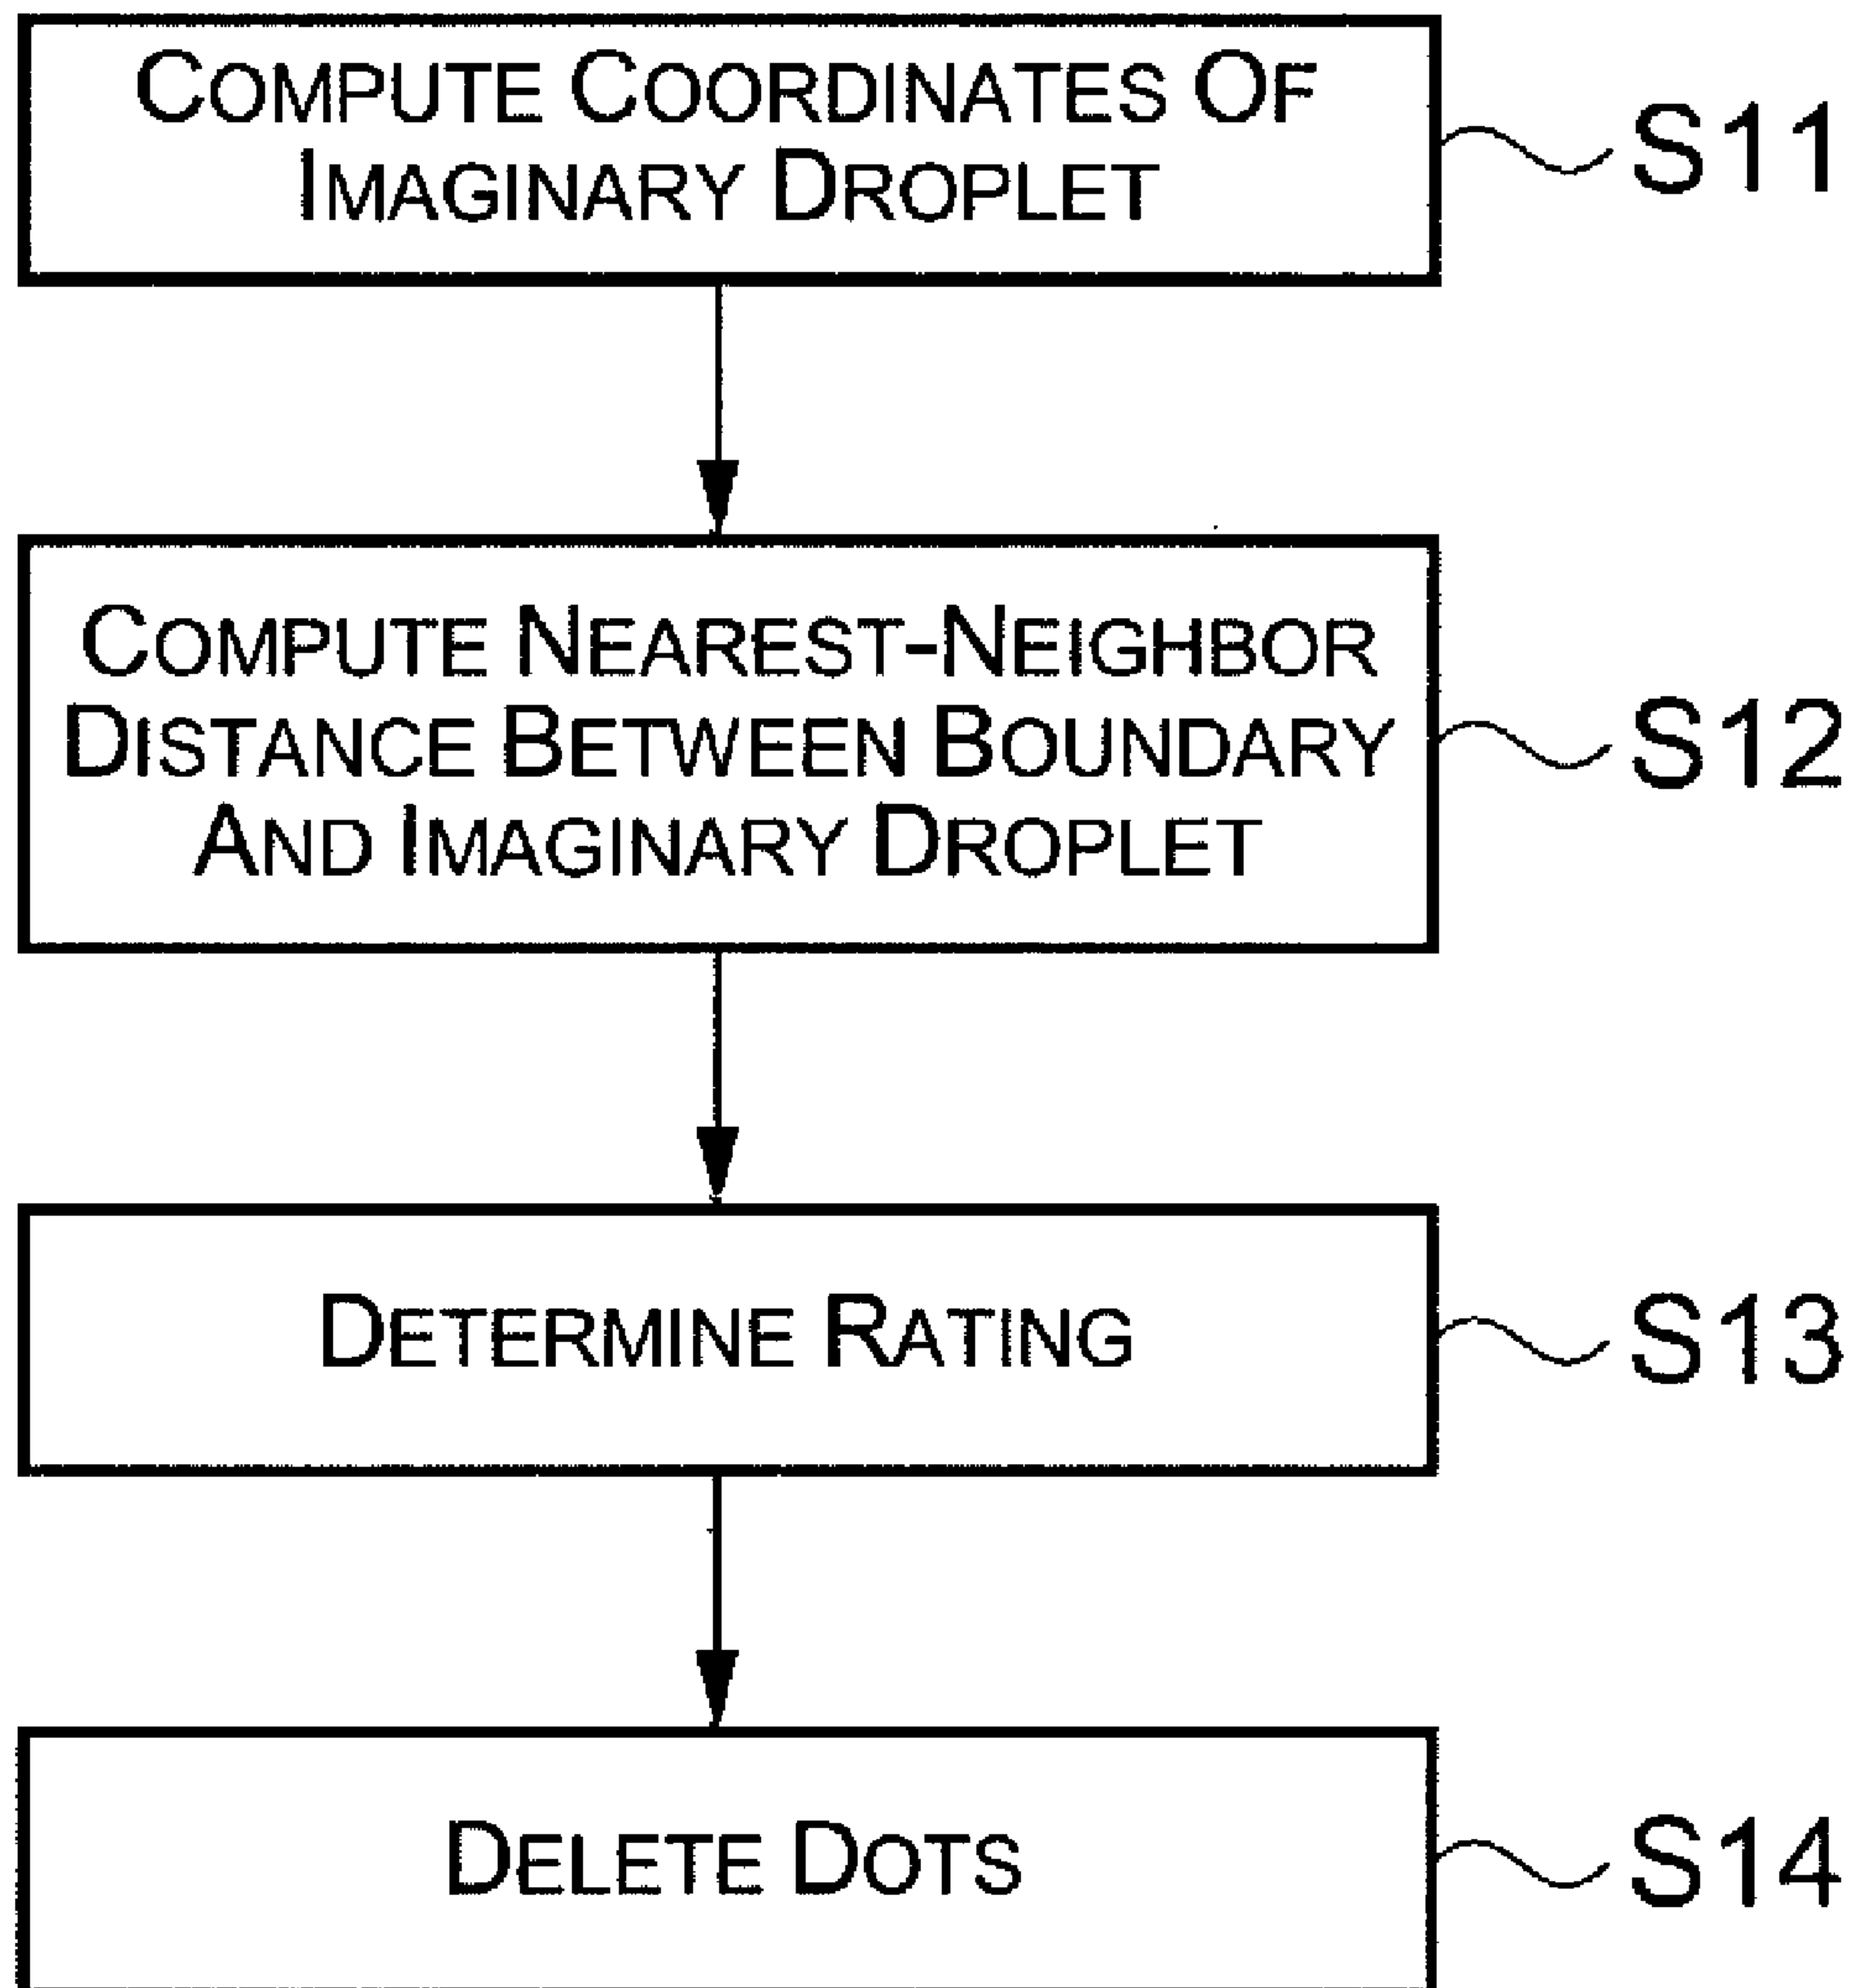 COMPUTE COORDINATES OF
IMAGINARY DROPLET
S11
COMPUTE NEAREST-NEIGHBOR
DISTANCE BETWEEN BOUNDARY
AND IMAGINARY DROPLET
S12
DETERMINE RATING
S13
DELETE DOTS
S14